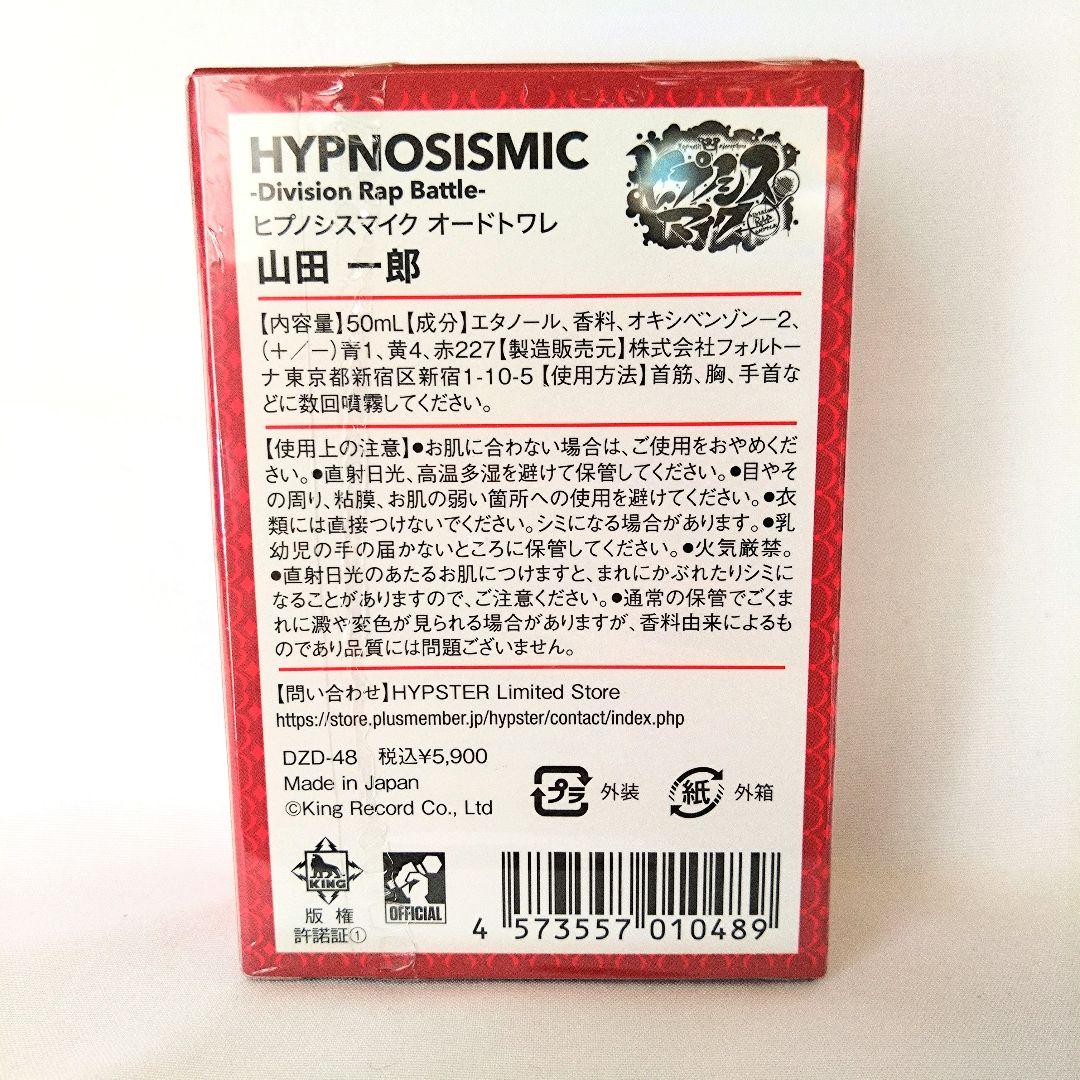 HYPNOSISMIC
-Division Rap Battle-
ヒプノシスマイク オードトワレ
山田 一郎
ヒプノシス
マイク
【内容量】50mL【成分】エタノール、香料、オキシベンゾン−2、
(+/−)青1、黄4、赤227【製造販売元】株式会社フォルトー
ナ東京都新宿区新宿1-10-5【使用方法】首筋、胸、手首な
どに数回噴霧してください。
【使用上の注意】●お肌に合わない場合は、ご使用をおやめくだ
さい。●直射日光、高温多湿を避けて保管してください。●目やそ
の周り、粘膜、お肌の弱い箇所への使用を避けてください。●衣
類には直接つけないでください。シミになる場合があります。●乳
幼児の手の届かないところに保管してください。●火気厳禁。
●直射日光のあたるお肌につけますと、まれにかぶれたりシミに
なることがありますので、ご注意ください。●通常の保管でごくま
れに澱や変色が見られる場合がありますが、香料由来によるも
のであり品質には問題ございません。
【問い合わせ】HYPSTER Limited Store
https://store.plusmember.jp/hypster/contact/index.php
DZD-48 税込¥5,900
Made in Japan
©King Record Co., Ltd
プラ 外装
紙 外箱
KING
版権
許諾証①
OFFICIAL
4 573557 010489